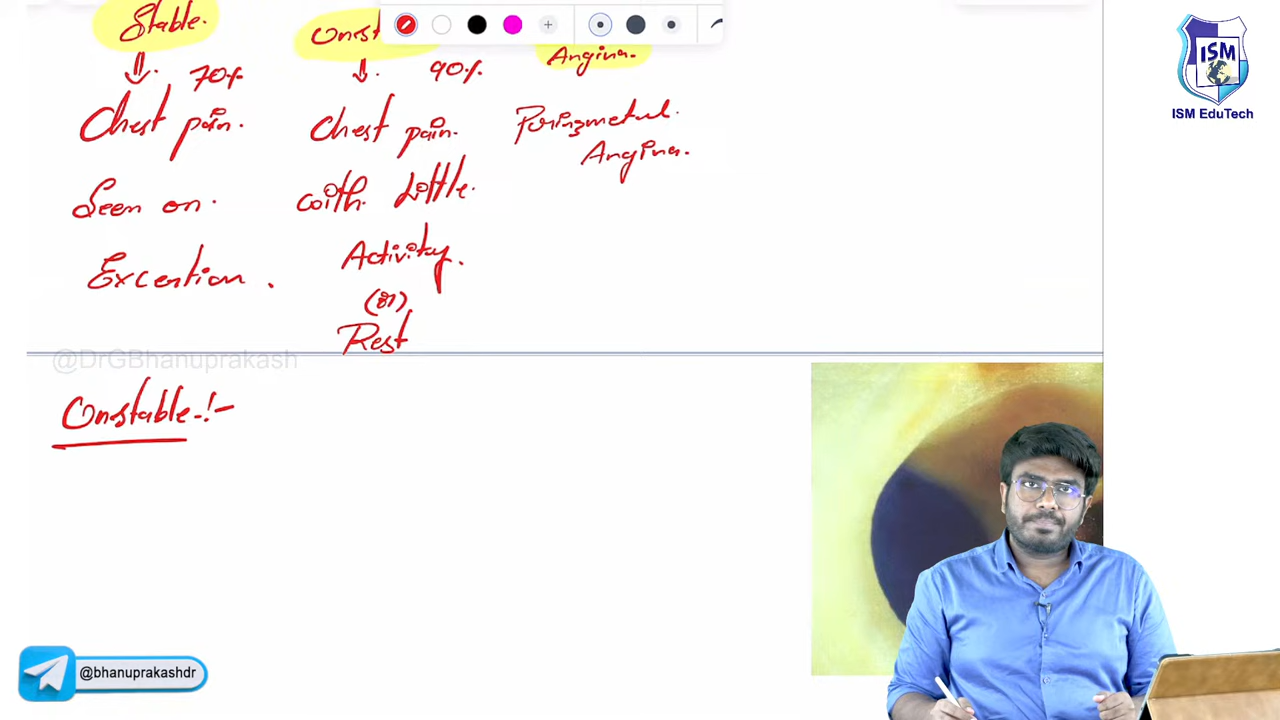 Stable.
Unst
Angina.
70%
90%
Chest pain.
Chest pain.
Prinzmetal
Angina.
Seen on.
with Little.
Excertion.
Activity.
(or)
Rest
@DrGBhanuprakash
Unstable:-
@bhanuprakashdr
ISM
ISM EduTech